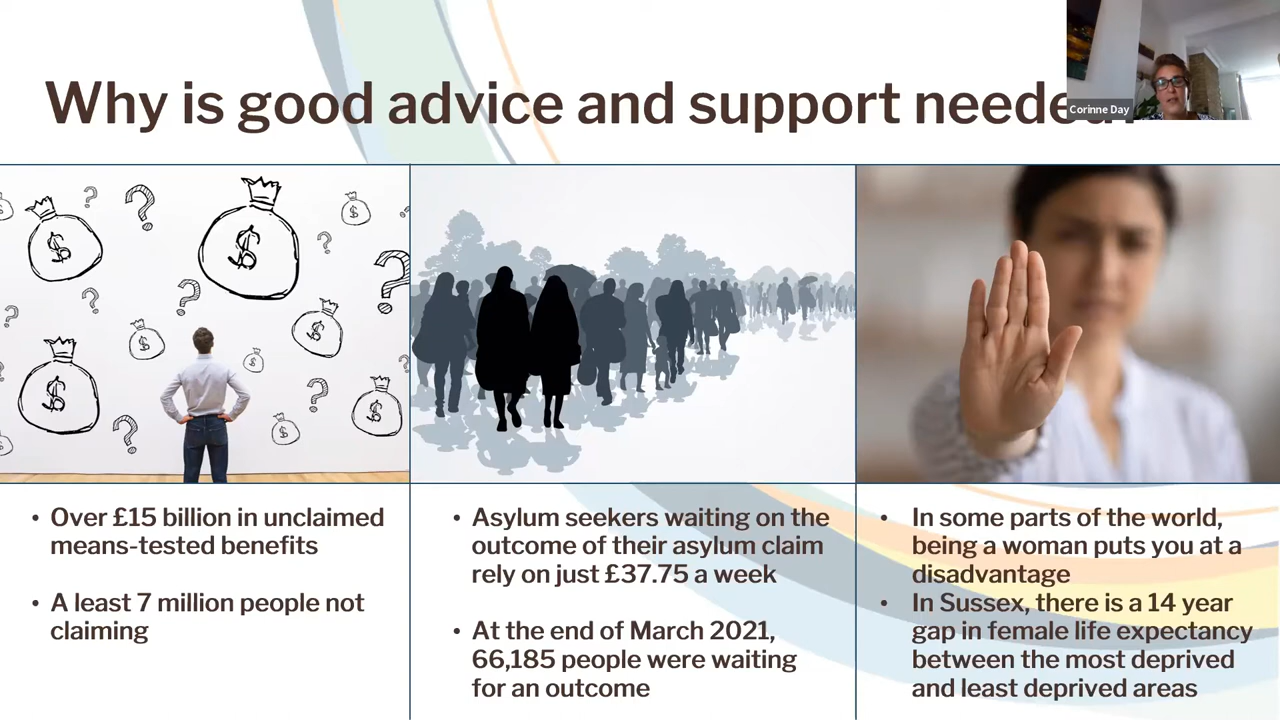 Why is good advice and support needed?
Corinne Day
• Over £15 billion in unclaimed
means-tested benefits
• A least 7 million people not
claiming
• Asylum seekers waiting on the
outcome of their asylum claim
rely on just £37.75 a week
• At the end of March 2021,
66,185 people were waiting
for an outcome
• In some parts of the world,
being a woman puts you at a
disadvantage
• In Sussex, there is a 14 year
gap in female life expectancy
between the most deprived
and least deprived areas